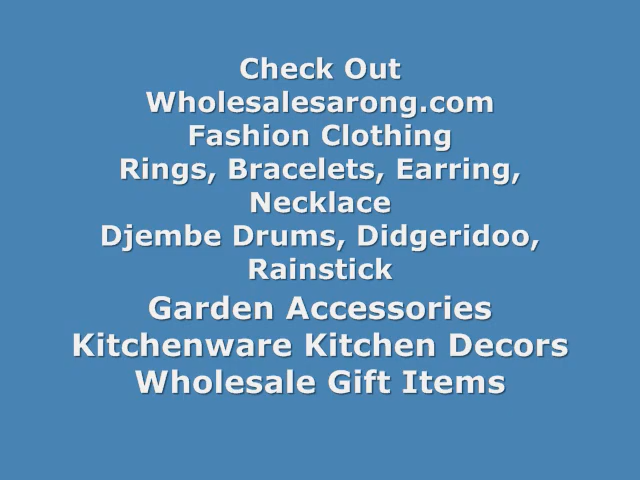 Check Out
Wholesalesarong.com
Fashion Clothing
Rings, Bracelets, Earring,
Necklace
Djembe Drums, Didgeridoo,
Rainstick
Garden Accessories
Kitchenware Kitchen Decors
Wholesale Gift Items